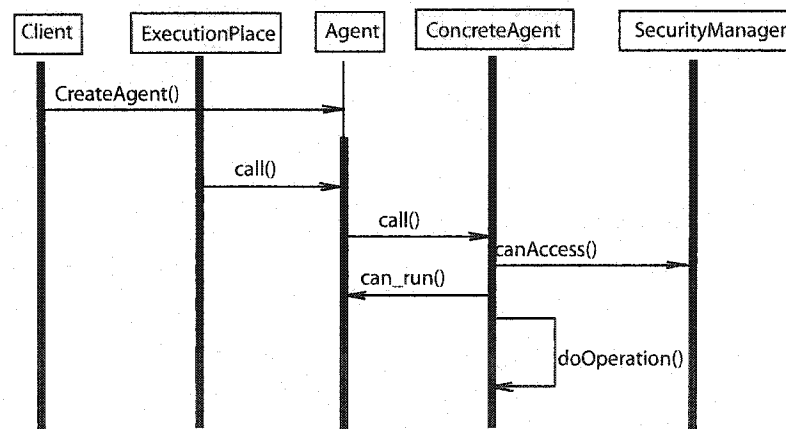 Client ExecutionPlace Agent ConcreteAgent SecurityManager
CreateAgent()
call()
call()
canAccess()
can_run()
doOperation()